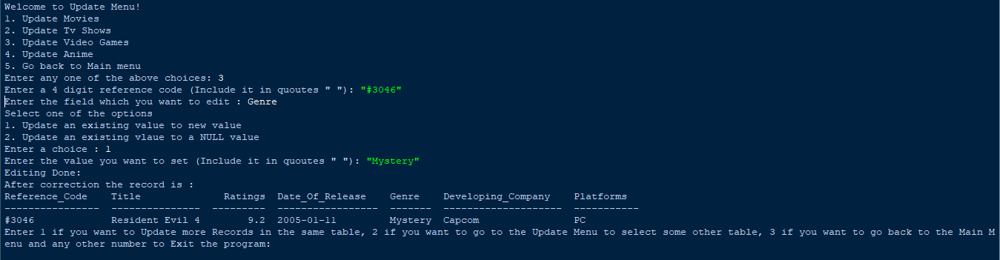 Welcome to Update Menu!
1. Update Movies
2. Update Tv Shows
3. Update Video Games
4. Update Anime
5. Go back to Main menu
Enter any one of the above choices: 3
Enter a 4 digit reference code (Include it in quoutes " "): "#3046"
Enter the field which you want to edit : Genre
Select one of the options
1. Update an existing value to new value
2. Update an existing vlaue to a NULL value
Enter a choice : 1
Enter the value you want to set (Include it in quoutes " "): "Mystery"
Editing Done:
After correction the record is :
Reference_Code    Title              Ratings  Date_Of_Release    Genre    Developing_Company    Platforms
----------------  ---------------  ---------  -----------------  -------  --------------------  -----------
#3046             Resident Evil 4        9.2  2005-01-11         Mystery  Capcom                PC
Enter 1 if you want to Update more Records in the same table, 2 if you want to go to the Update Menu to select some other table, 3 if you want to go back to the Main M
enu and any other number to Exit the program: